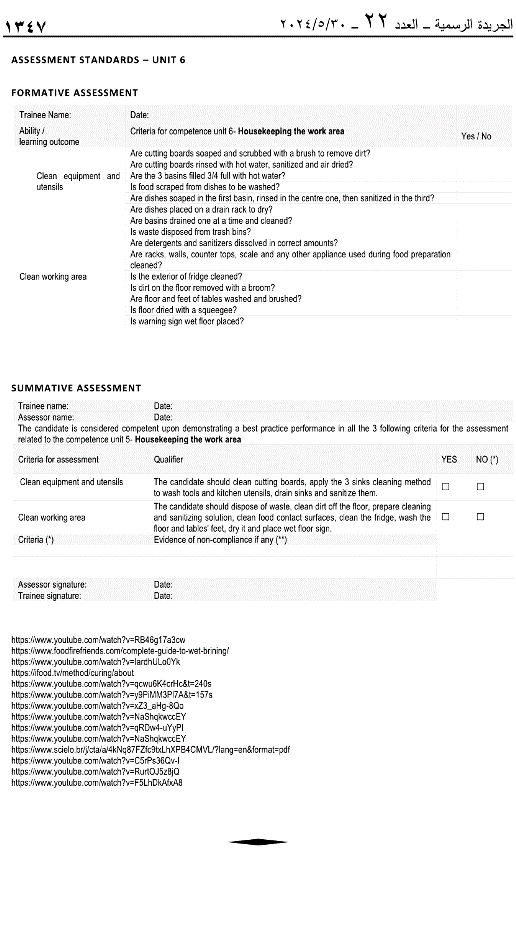 ١٣٤٧ الجريدة الرسمية ــ العدد ٢٢ ــ ٢٠٢٤/٥/٣٠
ASSESSMENT STANDARDS – UNIT 6
FORMATIVE ASSESSMENT
Trainee Name: Date:
Ability / learning outcome Criteria for competence unit 6- Housekeeping the work area Yes / No
Are cutting boards soaped and scrubbed with a brush to remove dirt?
Are cutting boards rinsed with hot water, sanitized and air dried?
Clean equipment and utensils Are the 3 basins filled 3/4 full with hot water?
Is food scraped from dishes to be washed?
Are dishes soaped in the first basin, rinsed in the centre one, then sanitized in the third?
Are dishes placed on a drain rack to dry?
Are basins drained one at a time and cleaned?
Is waste disposed from trash bins?
Are detergents and sanitizers dissolved in correct amounts?
Are racks, walls, counter tops, scale and any other appliance used during food preparation
cleaned?
Clean working area Is the exterior of fridge cleaned?
Is dirt on the floor removed with a broom?
Are floor and feet of tables washed and brushed?
Is floor dried with a squeegee?
Is warning sign wet floor placed?
SUMMATIVE ASSESSMENT
Trainee name: Date:
Assessor name: Date:
The candidate is considered competent upon demonstrating a best practice performance in all the 3 following criteria for the assessment
related to the competence unit 5- Housekeeping the work area
Criteria for assessment Qualifier YES NO (*)
Clean equipment and utensils The candidate should clean cutting boards, apply the 3 sinks cleaning method
to wash tools and kitchen utensils, drain sinks and sanitize them. ☐ ☐
The candidate should dispose of waste, clean dirt off the floor, prepare cleaning
Clean working area and sanitizing solution, clean food contact surfaces, clean the fridge, wash the ☐ ☐
floor and tables' feet, dry it and place wet floor sign.
Criteria (*) Evidence of non-compliance if any (**)
Assessor signature: Date:
Trainee signature: Date:
https://www.youtube.com/watch?v=RB46g17a3cw
https://www.foodfirefriends.com/complete-guide-to-wet-brining/
https://www.youtube.com/watch?v=IardhULo0Yk
https://ifood.tv/method/curing/about
https://www.youtube.com/watch?v=qcwu6K4crHc&t=240s
https://www.youtube.com/watch?v=y9PlMM3Pl7A&t=157s
https://www.youtube.com/watch?v=xZ3_aHg-8Qo
https://www.youtube.com/watch?v=NaShqkwccEY
https://www.youtube.com/watch?v=qRDw4-uYyPI
https://www.youtube.com/watch?v=NaShqkwccEY
https://www.scielo.br/j/cta/a/4kNq87FZfc9txLhXPB4CMVL/?lang=en&format=pdf
https://www.youtube.com/watch?v=C5rPs36Qv-I
https://www.youtube.com/watch?v=RurtOJ5z8jQ
https://www.youtube.com/watch?v=F5LhDkAfxA8